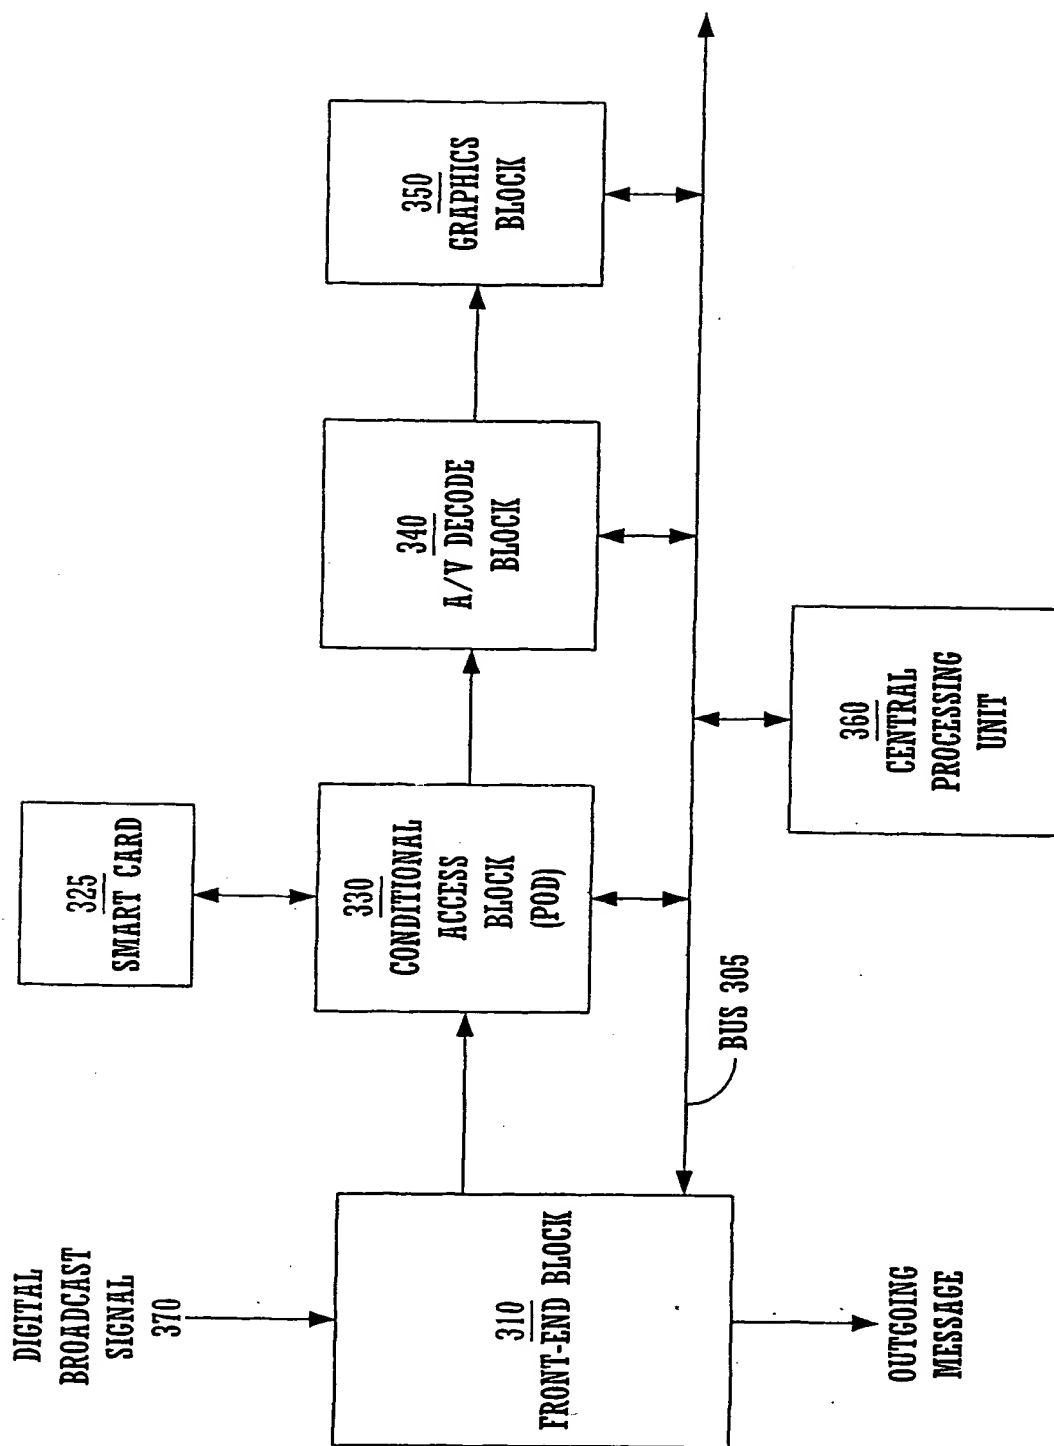 DIGITAL
BROADCAST
SIGNAL
370
310
FRONT-END BLOCK
OUTGOING
MESSAGE
325
SMART CARD
330
CONDITIONAL
ACCESS
BLOCK
(POD)
BUS 305
340
A/V DECODE
BLOCK
360
CENTRAL
PROCESSING
UNIT
350
GRAPHICS
BLOCK